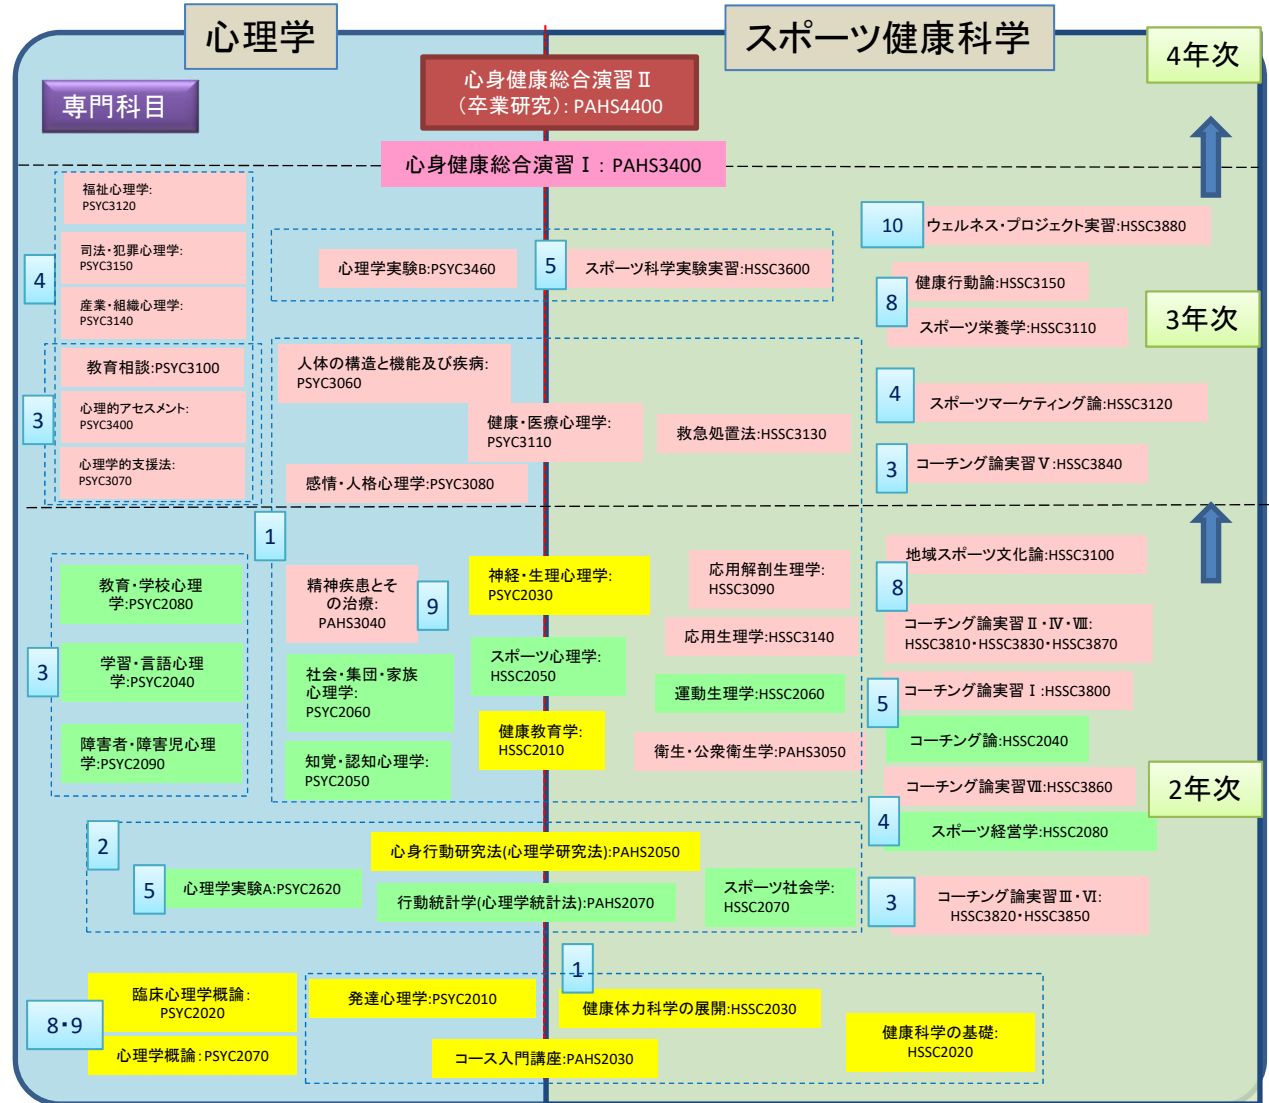 心理学
スポーツ健康科学
4年次
専門科目
心身健康総合演習Ⅱ
（卒業研究）: PAHS4400
心身健康総合演習Ⅰ: PAHS3400
福祉心理学:
PSYC3120
司法・犯罪心理学:
PSYC3150
4
産業・組織心理学:
PSYC3140
心理学実験B:PSYC3460
5
スポーツ科学実験実習:HSSC3600
10
ウェルネス・プロジェクト実習:HSSC3880
健康行動論:HSSC3150
8
スポーツ栄養学:HSSC3110
3年次
教育相談:PSYC3100
心理的アセスメント:
PSYC3400
3
心理学的支援法:
PSYC3070
人体の構造と機能及び疾病:
PSYC3060
健康・医療心理学:
PSYC3110
救急処置法:HSSC3130
感情・人格心理学:PSYC3080
4
スポーツマーケティング論:HSSC3120
3
コーチング論実習Ⅴ:HSSC3840
1
教育・学校心理
学:PSYC2080
3
学習・言語心理
学:PSYC2040
障害者・障害児心理
学:PSYC2090
精神疾患とそ
の治療:
PAHS3040
9
神経・生理心理学:
PSYC2030
応用解剖生理学:
HSSC3090
応用生理学:HSSC3140
社会・集団・家族
心理学:
PSYC2060
スポーツ心理学:
HSSC2050
運動生理学:HSSC2060
知覚・認知心理学:
PSYC2050
健康教育学:
HSSC2010
衛生・公衆衛生学:PAHS3050
地域スポーツ文化論:HSSC3100
8
コーチング論実習Ⅱ・Ⅳ・Ⅷ:
HSSC3810・HSSC3830・HSSC3870
コーチング論実習Ⅰ:HSSC3800
5
コーチング論:HSSC2040
コーチング論実習Ⅶ:HSSC3860
4
スポーツ経営学:HSSC2080
2年次
3
コーチング論実習Ⅲ・Ⅵ:
HSSC3820・HSSC3850
2
心身行動研究法(心理学研究法):PAHS2050
5
心理学実験A:PSYC2620
行動統計学(心理学統計法):PAHS2070
スポーツ社会学:
HSSC2070
1
8・9
臨床心理学概論:
PSYC2020
心理学概論:PSYC2070
発達心理学:PSYC2010
健康体力科学の展開:HSSC2030
コース入門講座:PAHS2030
健康科学の基礎:
HSSC2020